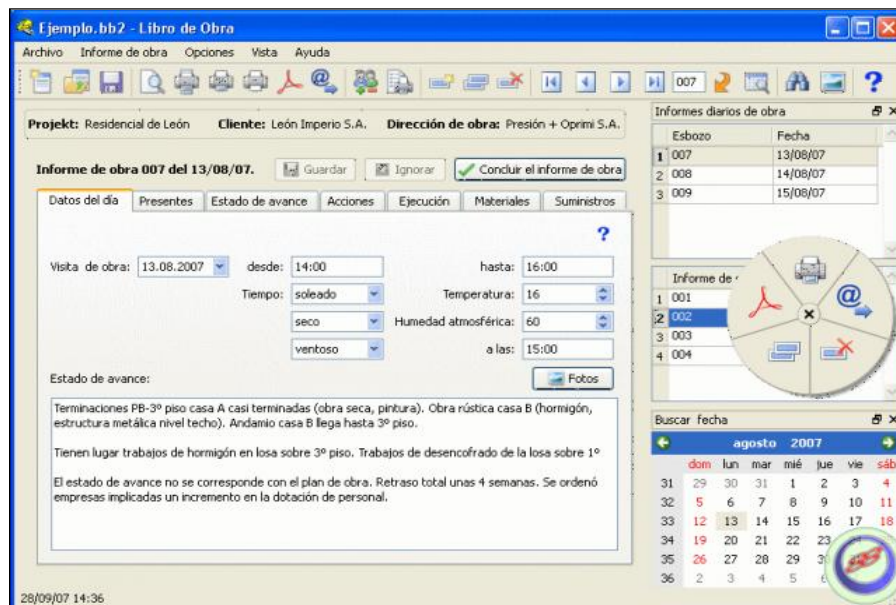 Ejemplo.bb2 - Libro de Obra
Archivo Informe de obra Opciones Vista Ayuda
007
Projekt: Residencial de León Cliente: León Imperio S.A. Dirección de obra: Presión + Oprimi S.A.
Informe de obra 007 del 13/08/07. Guardar Ignorar Concluir el informe de obra
Datos del día Presentes Estado de avance Acciones Ejecución Materiales Suministros
?
Visita de obra: 13.08.2007 desde: 14:00 hasta: 16:00
Tiempo: soleado Temperatura: 16
seco Humedad atmosférica: 60
ventoso a las: 15:00
Estado de avance: Fotos
Terminaciones PB-3º piso casa A casi terminadas (obra seca, pintura). Obra rústica casa B (hormigón,
estructura metálica nivel techo). Andamio casa B llega hasta 3º piso.
Tienen lugar trabajos de hormigón en losa sobre 3º piso. Trabajos de desencofrado de la losa sobre 1º
El estado de avance no se corresponde con el plan de obra. Retraso total unas 4 semanas. Se ordenó
empresas implicadas un incremento en la dotación de personal.
28/09/07 14:36
Informes diarios de obra
Esbozo Fecha
1 007 13/08/07
2 008 14/08/07
3 009 15/08/07
Informe de
1 001
2 002
3 003
4 004
Buscar fecha
agosto 2007
dom lun mar mié jue vie sáb
31 29 30 31 1 2 3 4
32 5 6 7 8 9 10 11
33 12 13 14 15 16 17 18
34 19 20 21 22 23
35 26 27 28 29
36 2 3 4 5